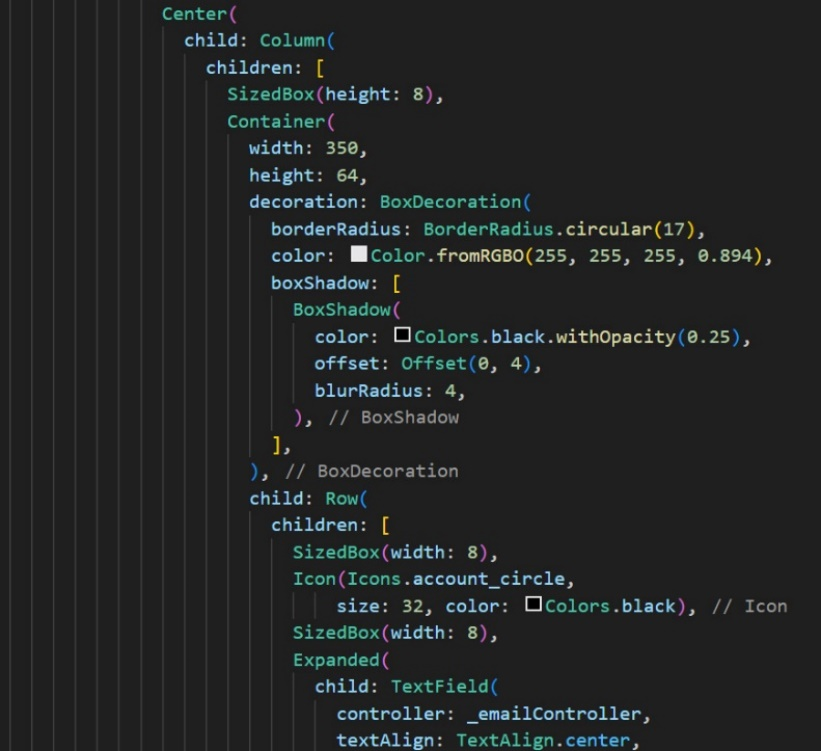 Center(
child: Column(
children: [
SizedBox(height: 8),
Container(
width: 350,
height: 64,
decoration: BoxDecoration(
borderRadius: BorderRadius.circular(17),
color: Color.fromRGBO(255, 255, 255, 0.894),
boxShadow: [
BoxShadow(
color: Colors.black.withOpacity(0.25),
offset: Offset(0, 4),
blurRadius: 4,
), // BoxShadow
],
), // BoxDecoration
child: Row(
children: [
SizedBox(width: 8),
Icon(Icons.account_circle,
size: 32, color: Colors.black), // Icon
SizedBox(width: 8),
Expanded(
child: TextField(
controller: _emailController,
textAlign: TextAlign.center,